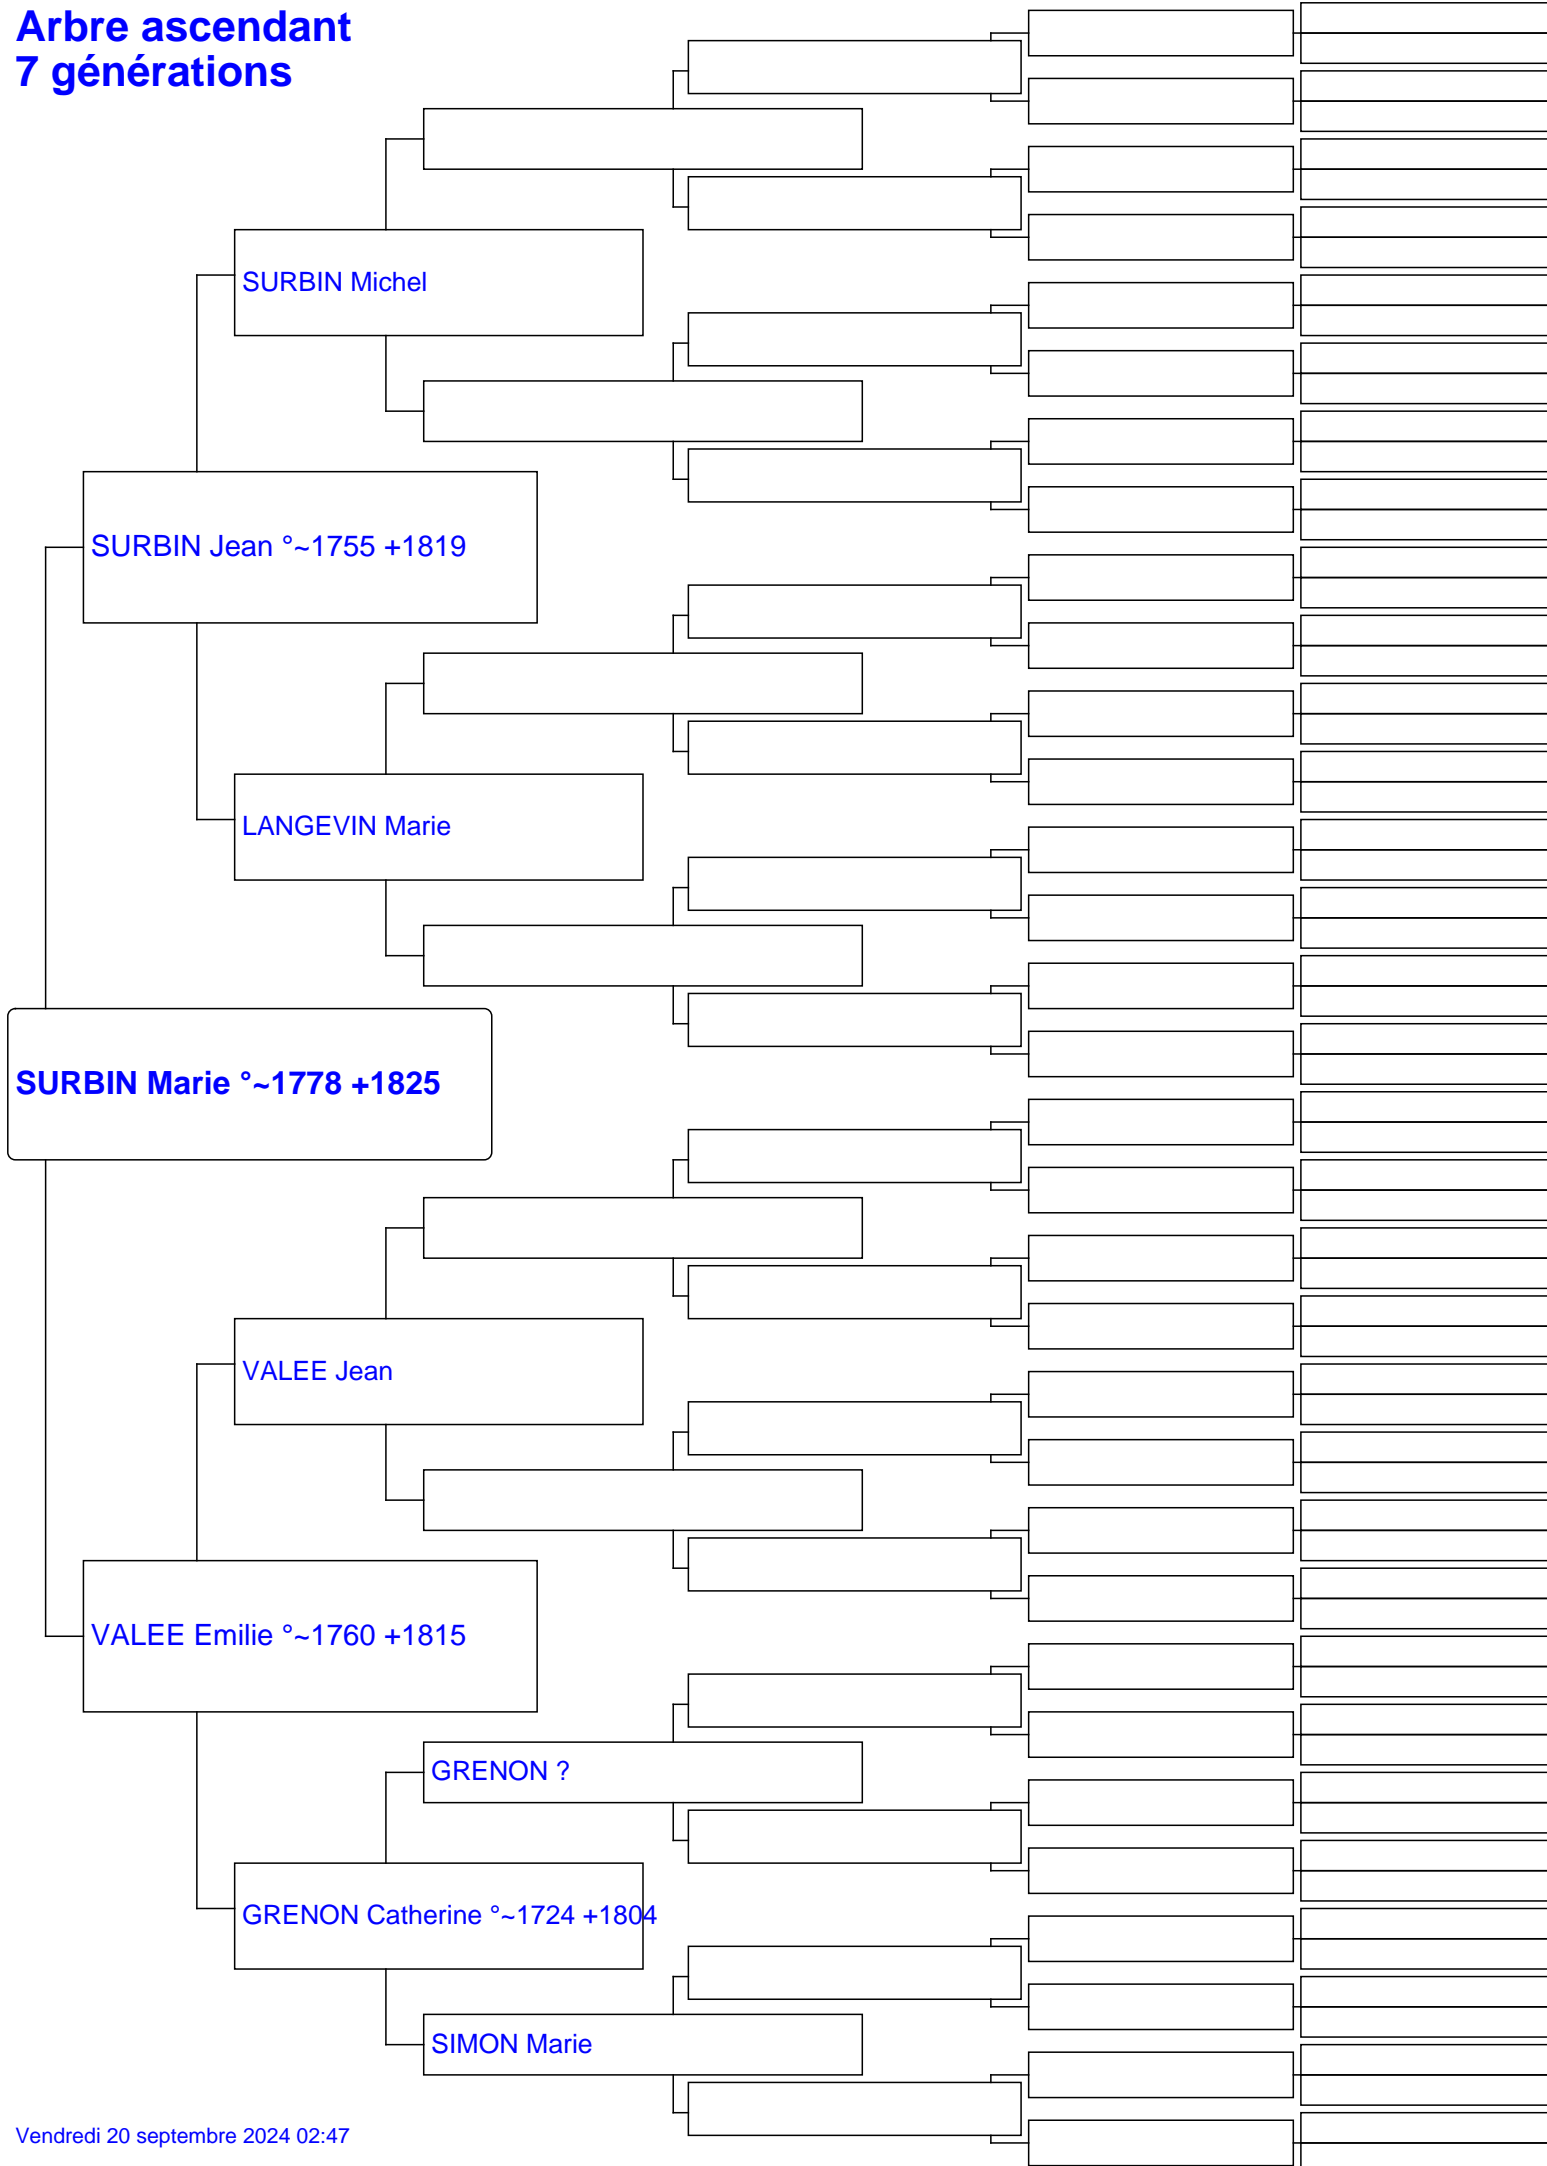 Arbre ascendant
7 générations
SURBIN Michel
SURBIN Jean °~1755 +1819
LANGEVIN Marie
SURBIN Marie °~1778 +1825
VALEE Jean
VALEE Emilie °~1760 +1815
GRENON ?
GRENON Catherine °~1724 +1804
SIMON Marie
Vendredi 20 septembre 2024 02:47